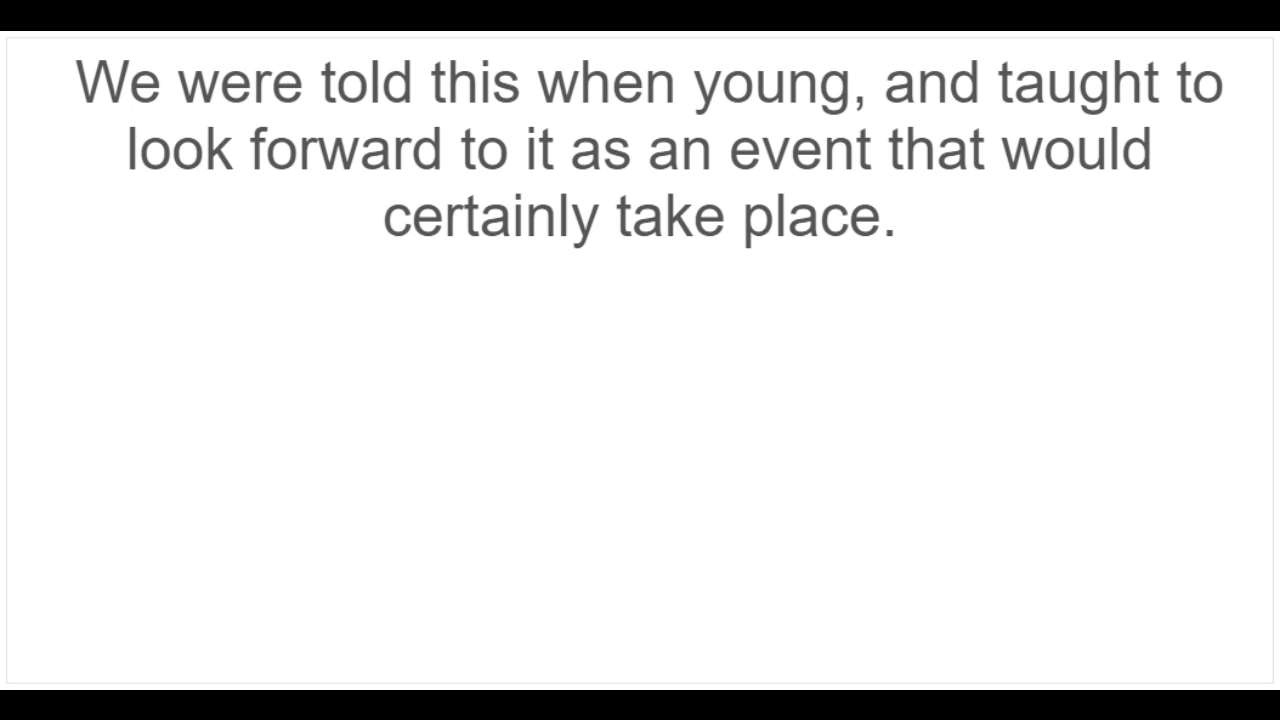 We were told this when young, and taught to
look forward to it as an event that would
certainly take place.